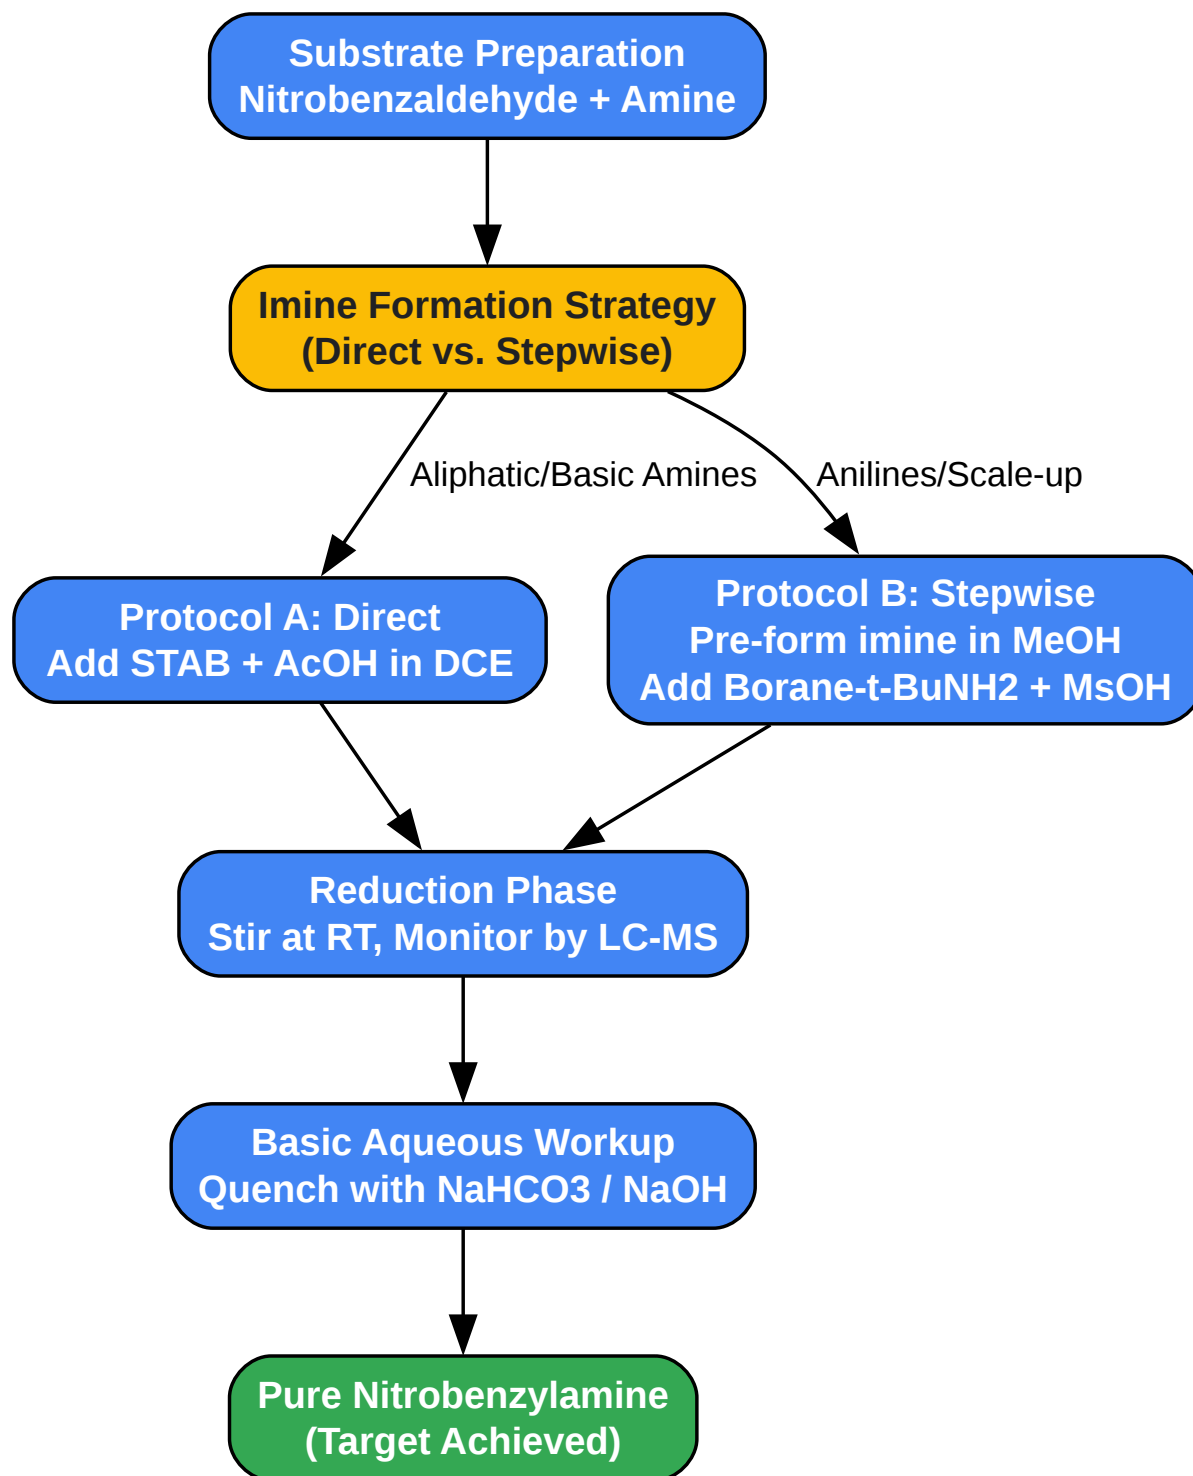 Substrate Preparation
Nitrobenzaldehyde + Amine
Imine Formation Strategy
(Direct vs. Stepwise)
Aliphatic/Basic Amines
Anilines/Scale-up
Protocol A: Direct
Add STAB + AcOH in DCE
Protocol B: Stepwise
Pre-form imine in MeOH
Add Borane-t-BuNH2 + MsOH
Reduction Phase
Stir at RT, Monitor by LC-MS
Basic Aqueous Workup
Quench with NaHCO3 / NaOH
Pure Nitrobenzylamine
(Target Achieved)